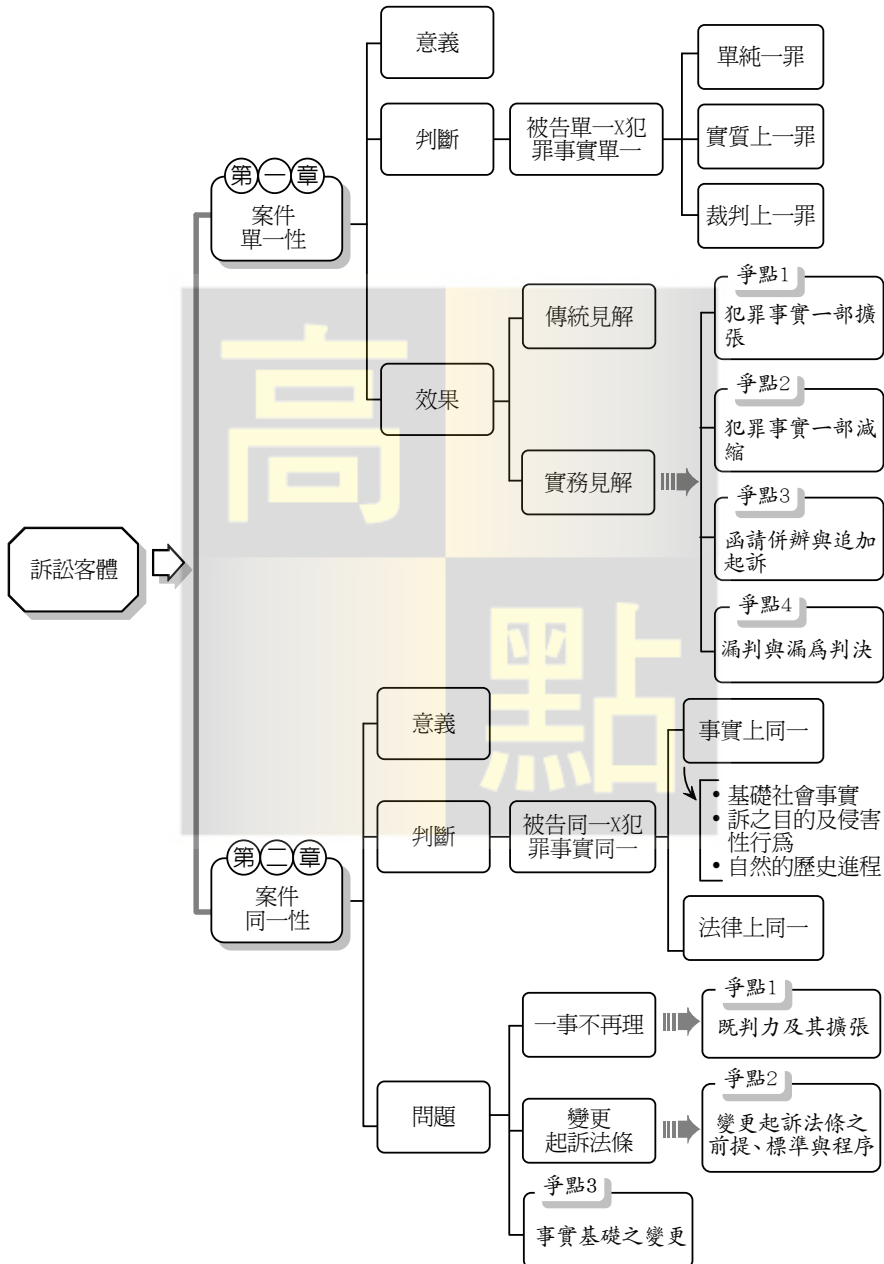 訴訟客體
第一章
案件
單一性
意義
判斷
被告單一X犯
罪事實單一
單純一罪
實質上一罪
裁判上一罪
效果
傳統見解
實務見解
爭點1
犯罪事實一部擴
張
爭點2
犯罪事實一部減
縮
爭點3
函請併辦與追加
起訴
爭點4
漏判與漏爲判決
第二章
案件
同一性
意義
判斷
被告同一X犯
罪事實同一
事實上同一
• 基礎社會事實
• 訴之目的及侵害
性行爲
• 自然的歷史進程
法律上同一
問題
一事不再理
爭點1
既判力及其擴張
變更
起訴法條
爭點2
變更起訴法條之
前提、標準與程序
爭點3
事實基礎之變更
高
點